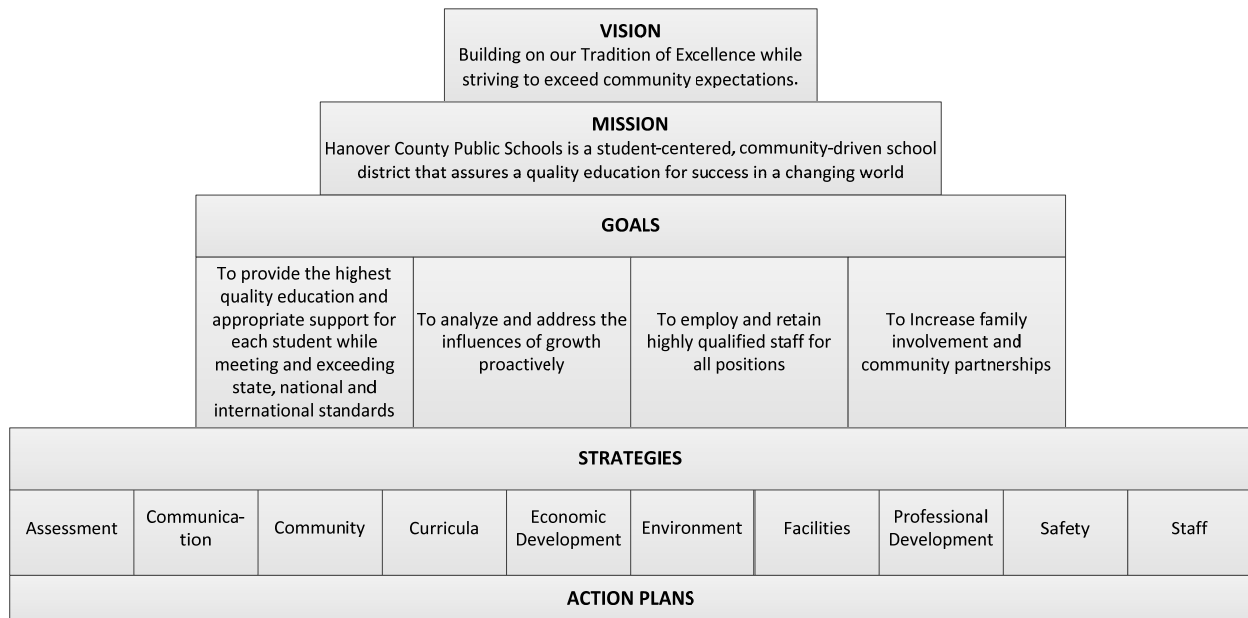 VISION
Building on our Tradition of Excellence while
striving to exceed community expectations.
MISSION
Hanover County Public Schools is a student-centered, community-driven school
district that assures a quality education for success in a changing world
GOALS
To provide the highest
quality education and
appropriate support for
each student while
meeting and exceeding
state, national and
international standards
To analyze and address the
influences of growth
proactively
To employ and retain
highly qualified staff for
all positions
To Increase family
involvement and
community partnerships
STRATEGIES
Assessment
Communica-
tion
Community
Curricula
Economic
Development
Environment
Facilities
Professional
Development
Safety
Staff
ACTION PLANS